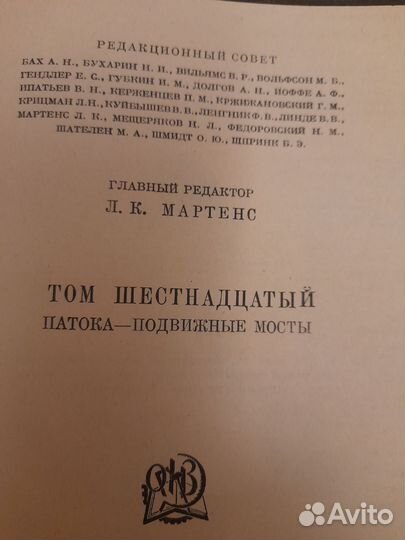 РЕДАКЦИОННЫЙ СОВЕТ
БАХ А. Н., БУХАРИН Н. И., ВИЛЬЯМС В. Р., ВОЛЬФСОН М. Б.,
ГЕНДЛЕР Е. С., ГУБКИН И. М., ДОЛГОВ А. Н., ИОФФЕ А. Ф.,
ИПАТЬЕВ В. Н., КЕРЖЕНЦЕВ П. М., КРЖИЖАНОВСКИЙ Г. М.,
КРИЦМАН Л. Н., КУЙБЫШЕВ В. В., ЛЕНГНИК Ф. В., ЛИНДЕ В. В.,
МАРТЕНС Л. К., МЕЩЕРЯКОВ Н. Л., ФЕДОРОВСКИЙ Н. М.,
ШАТЕЛЕН М. А., ШМИДТ О. Ю., ШПРИНК Б. Э.
ГЛАВНЫЙ РЕДАКТОР
Л. К. МАРТЕНС
ТОМ ШЕСТНАДЦАТЫЙ
ПАТОКА—ПОДВИЖНЫЕ МОСТЫ
Avito